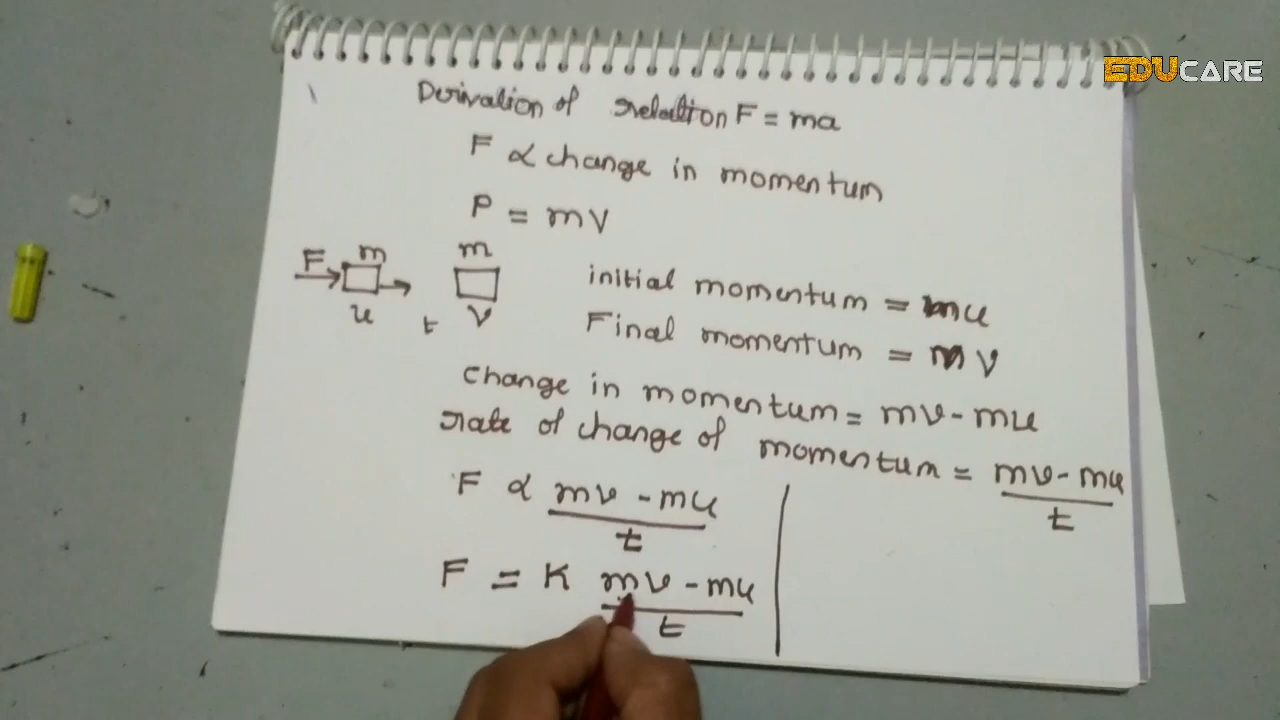 EDUCARE
Derivation of relation F = ma
F ∝ change in momentum
P = mV
F m m
u t v
initial momentum = mu
Final momentum = mV
change in momentum = mv - mu
rate of change of momentum = mv - mu / t
F ∝ mv - mu / t
F = K mv - mu / t